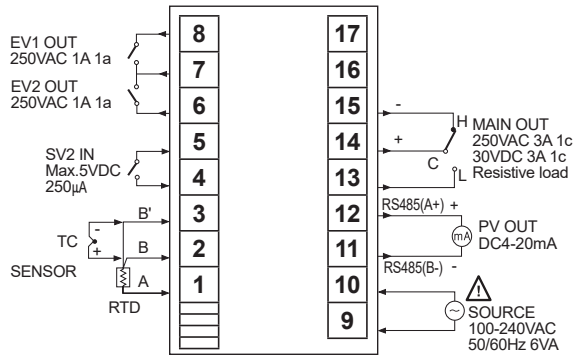 EV1 OUT
250VAC 1A 1a
EV2 OUT
250VAC 1A 1a
SV2 IN
Max.5VDC
250µA
B'
TC
-
+
B
SENSOR
A
RTD
8
7
6
5
4
3
2
1
17
16
15
14
13
12
11
10
9
-
+
H
C
L
MAIN OUT
250VAC 3A 1c
30VDC 3A 1c
Resistive load
RS485(A+) +
mA
PV OUT
DC4-20mA
RS485(B-) -
!
~
SOURCE
100-240VAC
50/60Hz 6VA